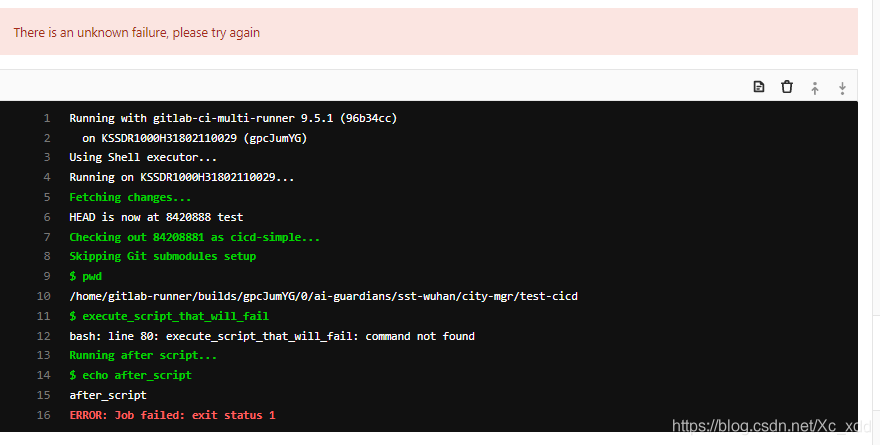 There is an unknown failure, please try again
1 Running with gitlab-ci-multi-runner 9.5.1 (96b34cc)
2 on KSSDR1000H31802110029 (gpcJumYG)
3 Using Shell executor...
4 Running on KSSDR1000H31802110029...
5 Fetching changes...
6 HEAD is now at 8420888 test
7 Checking out 84208881 as cicd-simple...
8 Skipping Git submodules setup
9 $ pwd
10 /home/gitlab-runner/builds/gpcJumYG/0/ai-guardians/sst-wuhan/city-mgr/test-cicd
11 $ execute_script_that_will_fail
12 bash: line 80: execute_script_that_will_fail: command not found
13 Running after script...
14 $ echo after_script
15 after_script
16 ERROR: Job failed: exit status 1